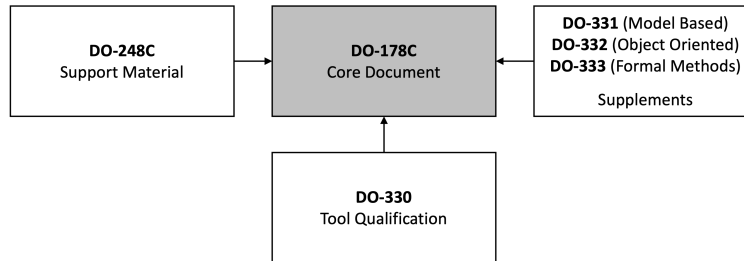 DO-248C
Support Material
DO-178C
Core Document
DO-331 (Model Based)
DO-332 (Object Oriented)
DO-333 (Formal Methods)
Supplements
DO-330
Tool Qualification